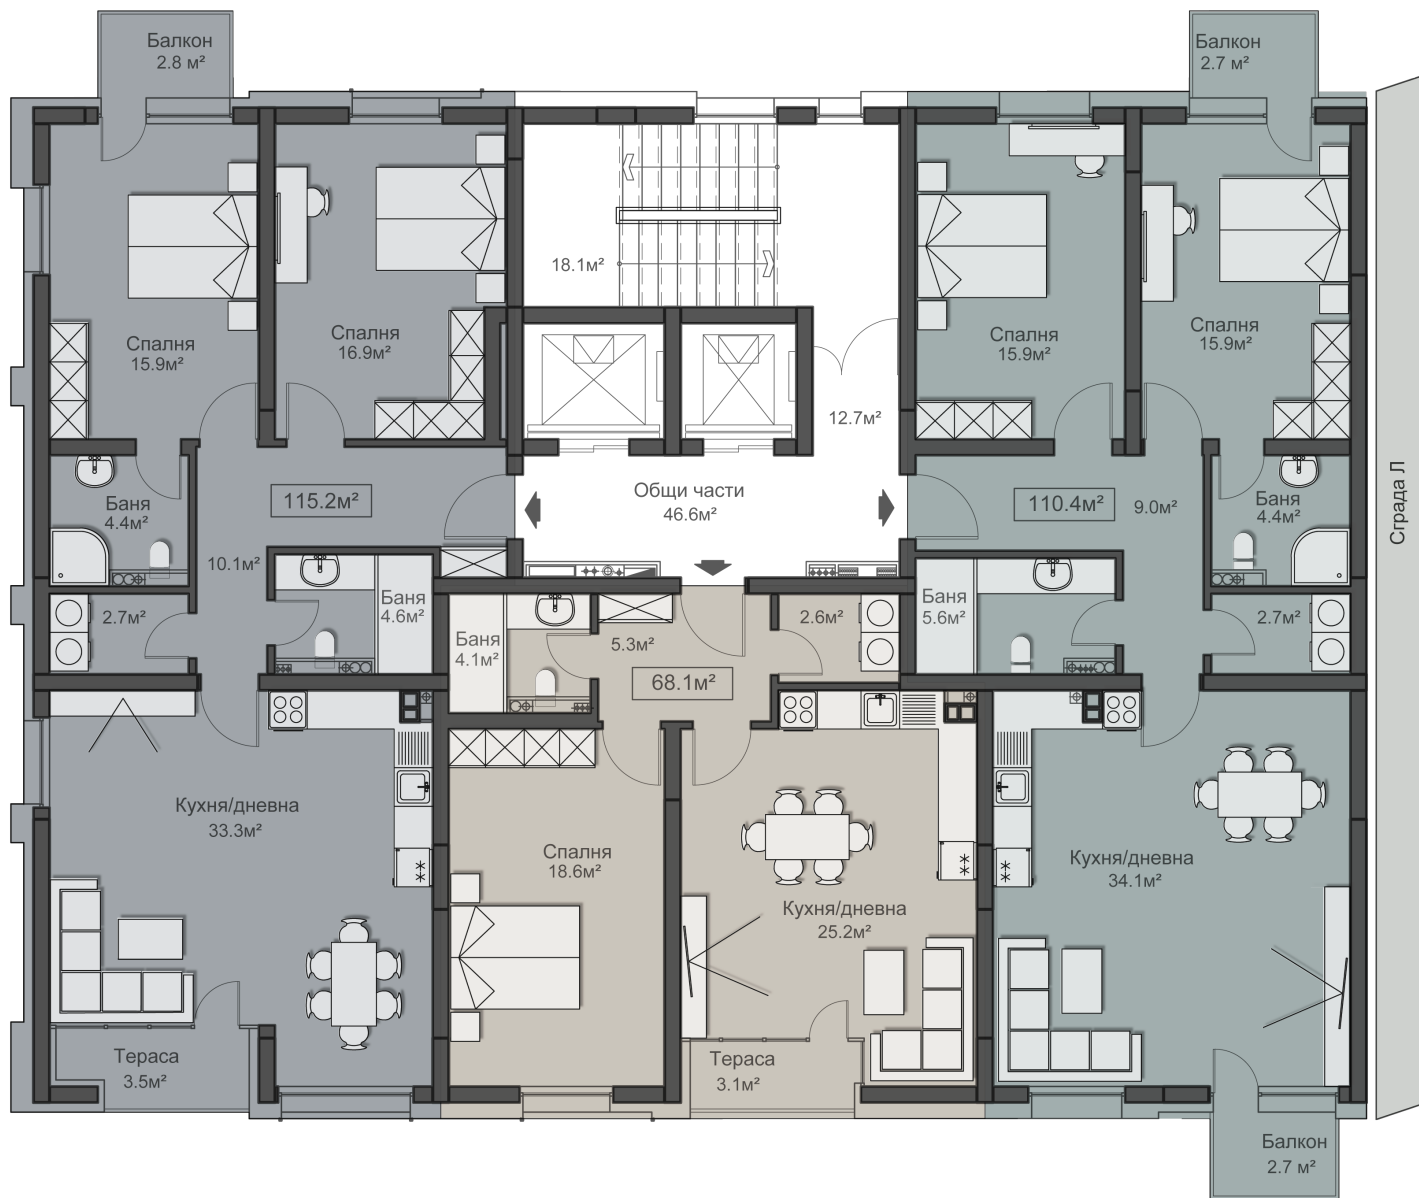 Балкон
2.8 м²
Балкон
2.7 м²
18.1м²
Спалня
15.9м²
Спалня
16.9м²
Спалня
15.9м²
Спалня
15.9м²
12.7м²
Общи части
46.6м²
115.2м²
110.4м²
9.0м²
Баня
4.4м²
Баня
4.4м²
Сграда Л
10.1м²
2.7м²
Баня
4.6м²
Баня
4.1м²
5.3м²
2.6м²
68.1м²
Баня
5.6м²
2.7м²
Кухня/дневна
33.3м²
Спалня
18.6м²
Кухня/дневна
25.2м²
Кухня/дневна
34.1м²
Тераса
3.5м²
Тераса
3.1м²
Балкон
2.7 м²